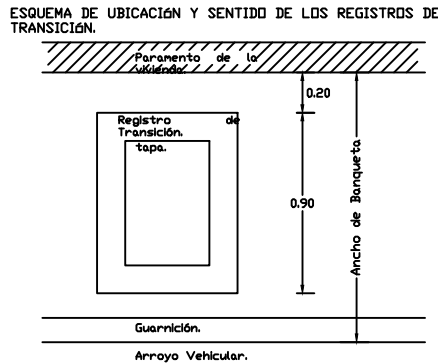 ESQUEMA DE UBICACIÓN Y SENTIDO DE LOS REGISTROS DE
TRANSICIÓN.
Paramento de la
vivienda.
0.20
Registro de
Transición.
tapa.
0.90
Ancho de Banqueta
Guarnición.
Arroyo Vehicular.